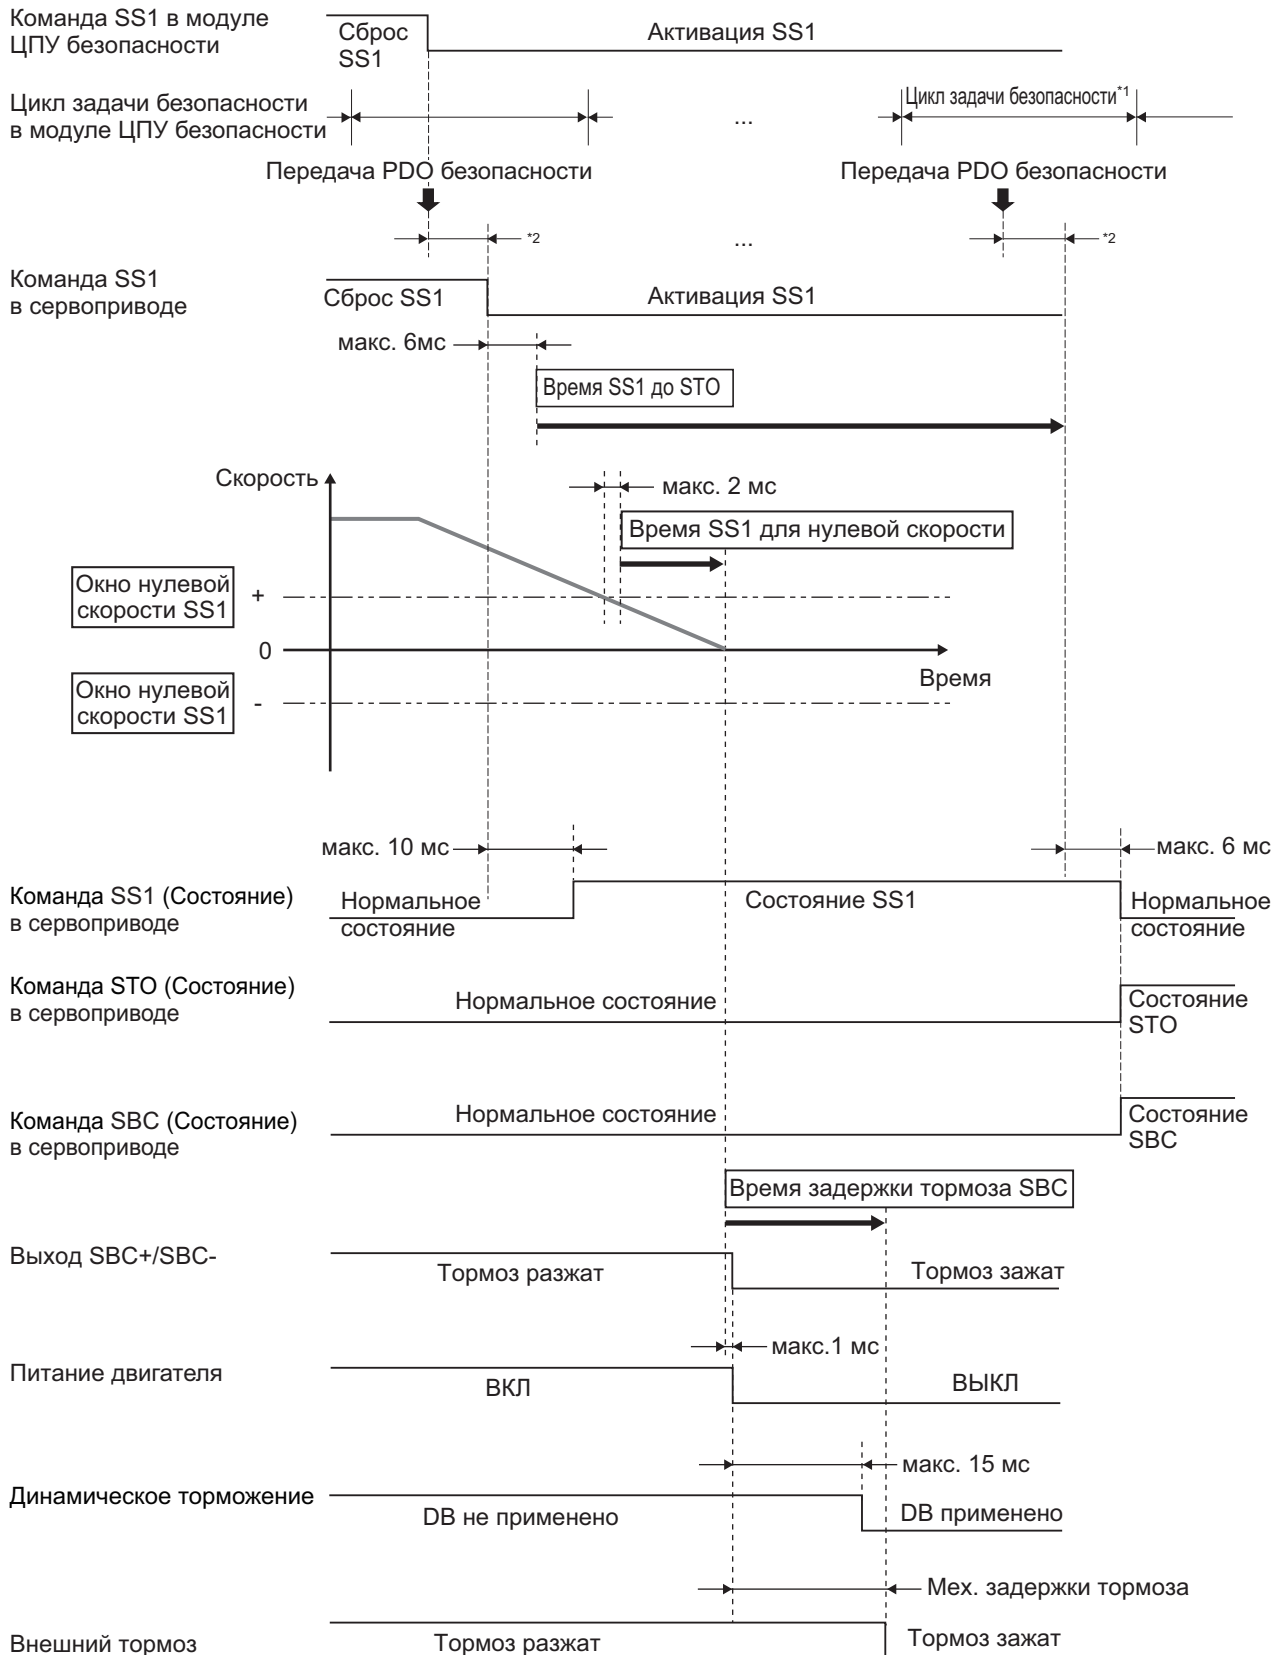 Команда SS1 в модуле
ЦПУ безопасности
Сброс
SS1
Активация SS1
Цикл задачи безопасности
в модуле ЦПУ безопасности
...
Цикл задачи безопасности*1
Передача PDO безопасности
Передача PDO безопасности
*2
...
*2
Команда SS1
в сервоприводе
Сброс SS1
Активация SS1
макс. 6мс
Время SS1 до STO
Скорость
макс. 2 мс
Время SS1 для нулевой скорости
Окно нулевой
скорости SS1
+
0
Время
Окно нулевой
скорости SS1
-
макс. 10 мс
макс. 6 мс
Команда SS1 (Состояние)
в сервоприводе
Нормальное
состояние
Состояние SS1
Нормальное
состояние
Команда STO (Состояние)
в сервоприводе
Нормальное состояние
Состояние
STO
Команда SBC (Состояние)
в сервоприводе
Нормальное состояние
Состояние
SBC
Время задержки тормоза SBC
Выход SBC+/SBC-
Тормоз разжат
Тормоз зажат
макс.1 мс
Питание двигателя
ВКЛ
ВЫКЛ
макс. 15 мс
Динамическое торможение
DB не применено
DB применено
Мех. задержки тормоза
Внешний тормоз
Тормоз разжат
Тормоз зажат